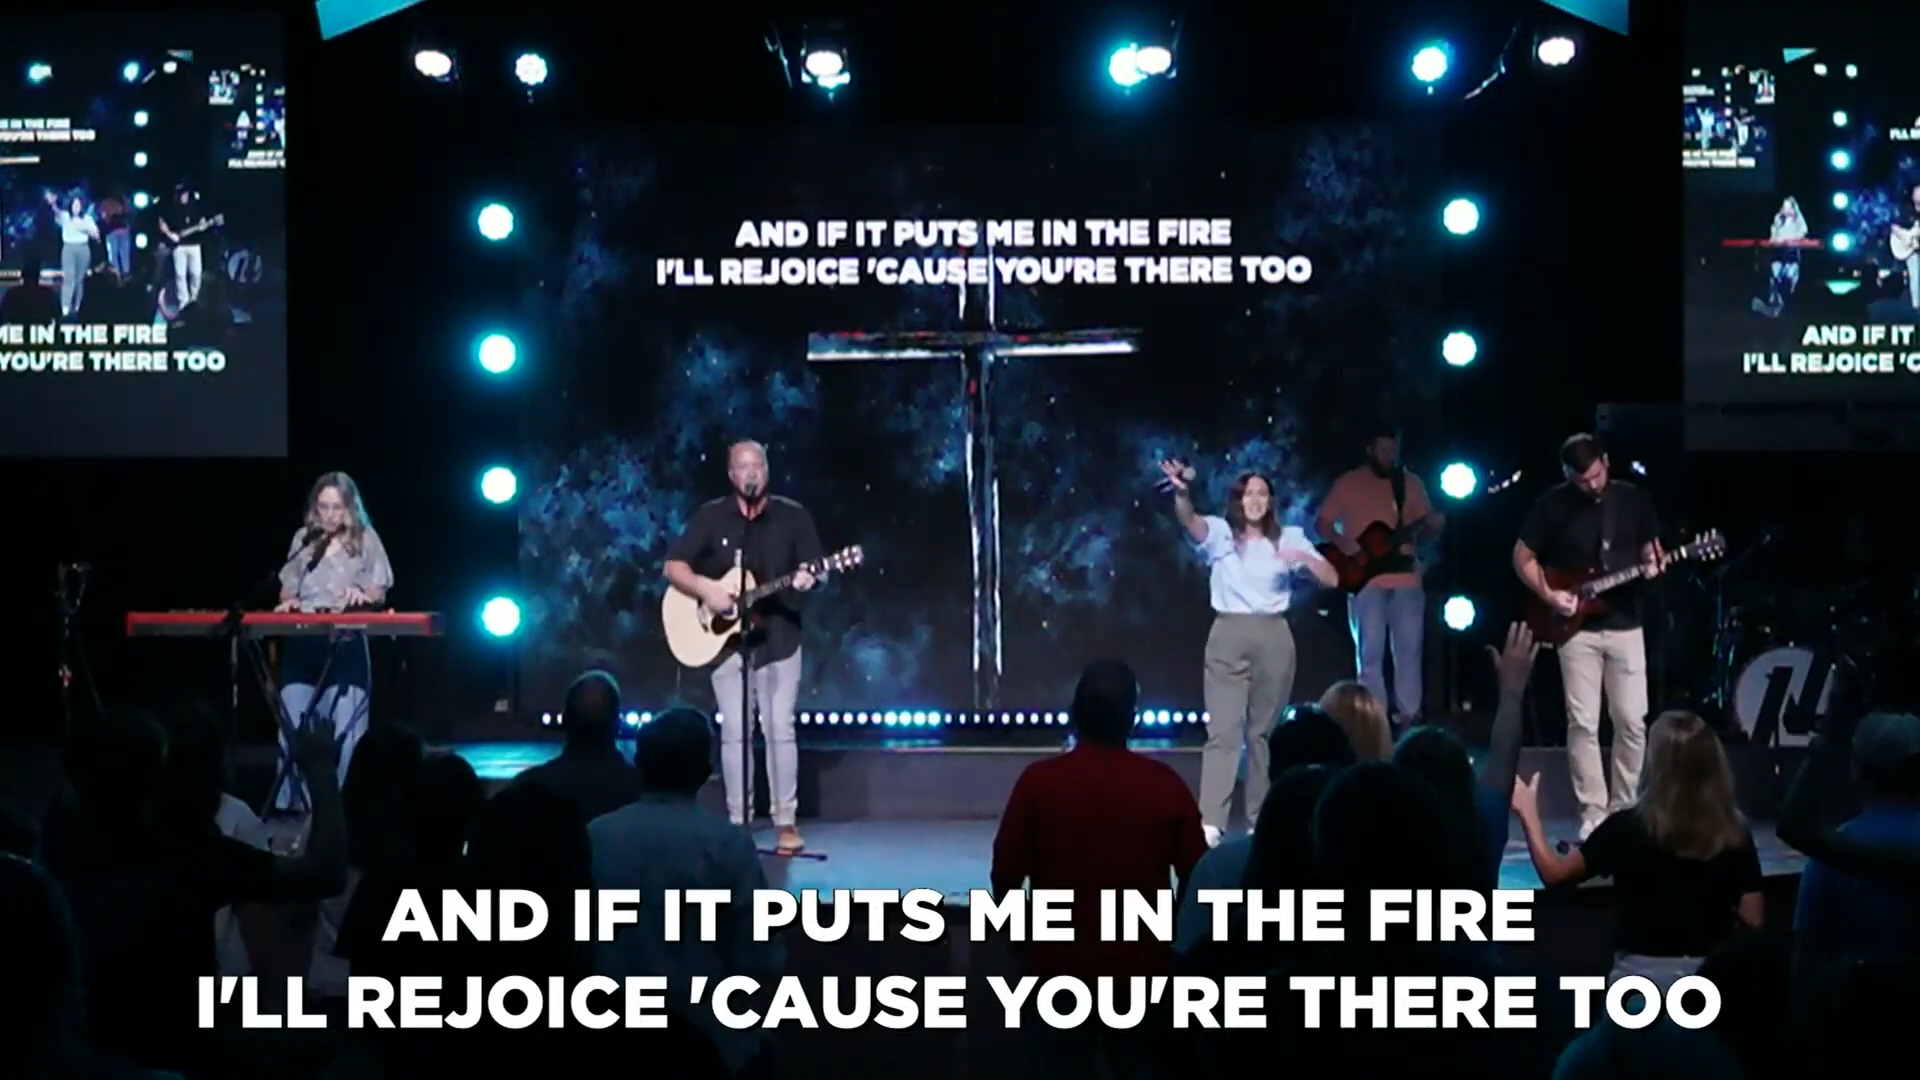 AND IF IT PUTS ME IN THE FIRE
I'LL REJOICE 'CAUSE YOU'RE THERE TOO
ME IN THE FIRE
YOU'RE THERE TOO
AND IF IT
I'LL REJOICE 'C
AND IF IT PUTS ME IN THE FIRE
I'LL REJOICE 'CAUSE YOU'RE THERE TOO